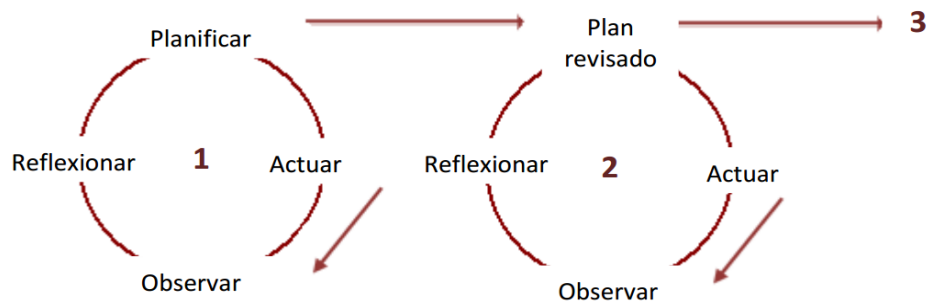 Planificar
Reflexionar
1
Actuar
Observar
Plan
revisado
Reflexionar
2
Actuar
Observar
3